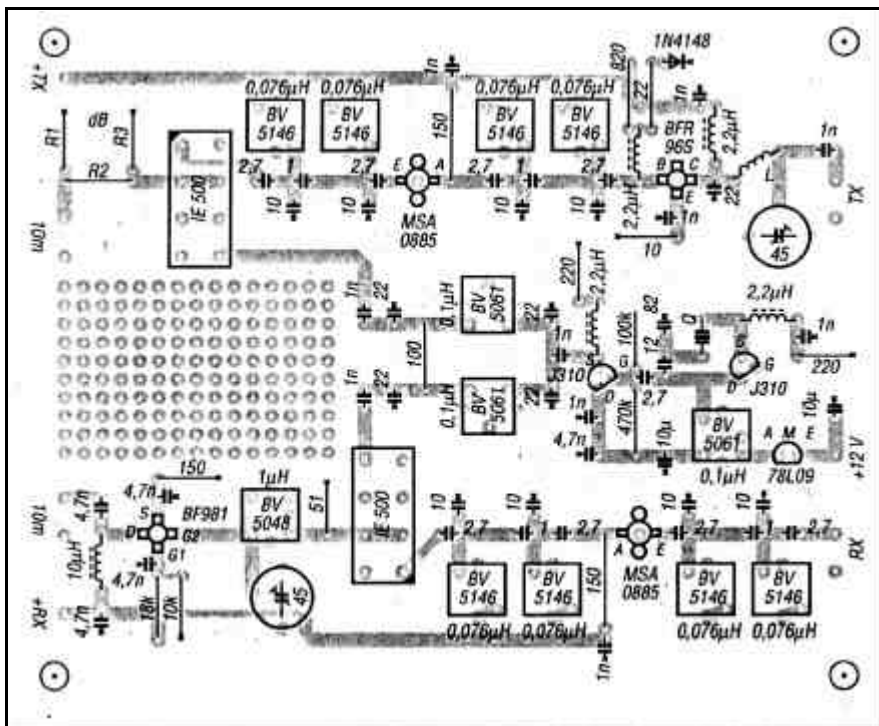 1N4148
+TX
1n
820
0,076µH 0,076µH
0,076µH 0,076µH
22
1n
R1
dB
R3
BV
5146
BV
5146
150
BV
5146
BV
5146
BFR
96S
2,2µH
1n
R2
2,7
1
2,7
E
A
2,7
1
2,7
B
C
E
22
L
TX
IE 500
10
10
MSA
0885
10
10
2,2µH
1n
10
45
10m
220
2,2µH
1n
22
0,1µH
BV
5061
22
82
2,2µH
Q
1n
100
1n
100k
12
S
1n
22
0,1µH
BV
5061
22
J310
S
G
D
2,7
D
G
J310
220
1n
4,7n
470k
10µ
BV
5061
0,1µH
A
M
E
78L09
10µ
+12 V
150
1µH
4,7n
4,7n
10m
S
BF981
D
G2
G1
BV
5048
51
IE 500
10
10
10
10
2,7
1
2,7
A
E
2,7
1
2,7
RX
10µH
4,7n
18k
10k
45
BV
5146
BV
5146
150
MSA
0885
BV
5146
BV
5146
+RX
4,7n
0,076µH 0,076µH
0,076µH 0,076µH
1n